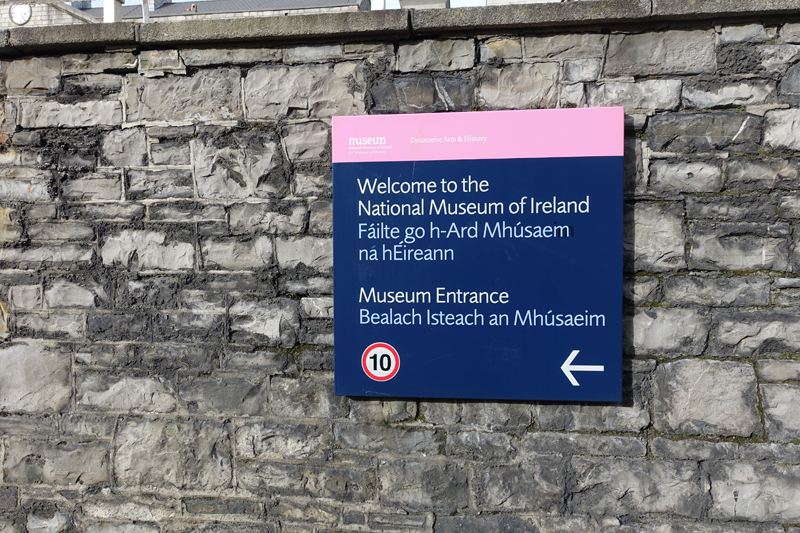 museum Decorative Arts & History
Welcome to the
National Museum of Ireland
Fáilte go h-Ard Mhúsaem
ná hÉireann
Museum Entrance
Bealach Isteach an Mhúsaeim
10